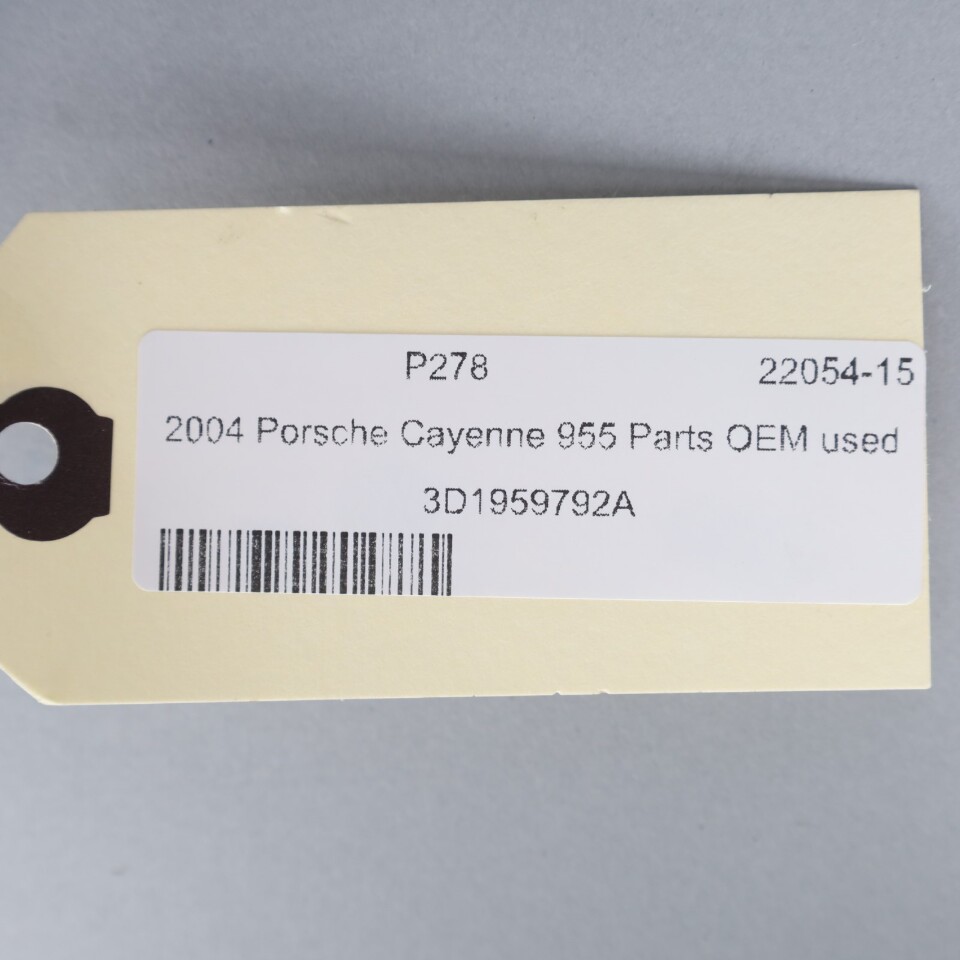 P278 22054-15
2004 Porsche Cayenne 955 Parts OEM used
3D1959792A